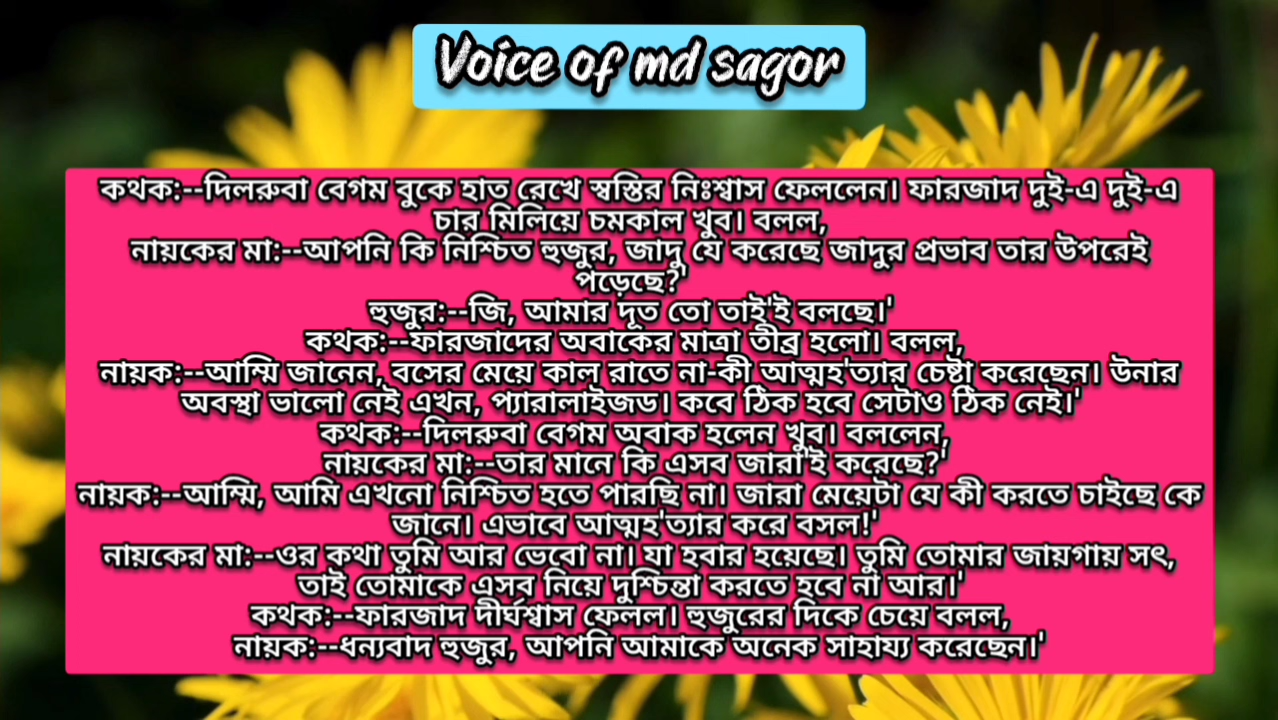 Voice of md sagor
কথক:--দিলরুবা বেগম বুকে হাত রেখে স্বস্তির নিঃশ্বাস ফেললেন। ফারজাদ দুই-এ দুই-এ
চার মিলিয়ে চমকাল খুব। বলল,
নায়কের মা:--আপনি কি নিশ্চিত হুজুর, জাদু যে করেছে জাদুর প্রভাব তার উপরেই
পড়েছে?'
হুজুর:--জি, আমার দূত তো তাই'ই বলছে।'
কথক:--ফারজাদের অবাকের মাত্রা তীব্র হলো। বলল,
নায়ক:--আম্মি জানেন, বসের মেয়ে কাল রাতে না-কী আত্মহ'ত্যার চেষ্টা করেছেন। উনার
অবস্থা ভালো নেই এখন, প্যারালাইজড। কবে ঠিক হবে সেটাও ঠিক নেই।'
কথক:--দিলরুবা বেগম অবাক হলেন খুব। বললেন,
নায়কের মা:--তার মানে কি এসব জারা'ই করেছে?'
নায়ক:--আম্মি, আমি এখনো নিশ্চিত হতে পারছি না। জারা মেয়েটা যে কী করতে চাইছে কে
জানে। এভাবে আত্মহ'ত্যার করে বসল!'
নায়কের মা:--ওর কথা তুমি আর ভেবো না। যা হবার হয়েছে। তুমি তোমার জায়গায় সৎ,
তাই তোমাকে এসব নিয়ে দুশ্চিন্তা করতে হবে না আর।'
কথক:--ফারজাদ দীর্ঘশ্বাস ফেলল। হুজুরের দিকে চেয়ে বলল,
নায়ক:--ধন্যবাদ হুজুর, আপনি আমাকে অনেক সাহায্য করেছেন।'